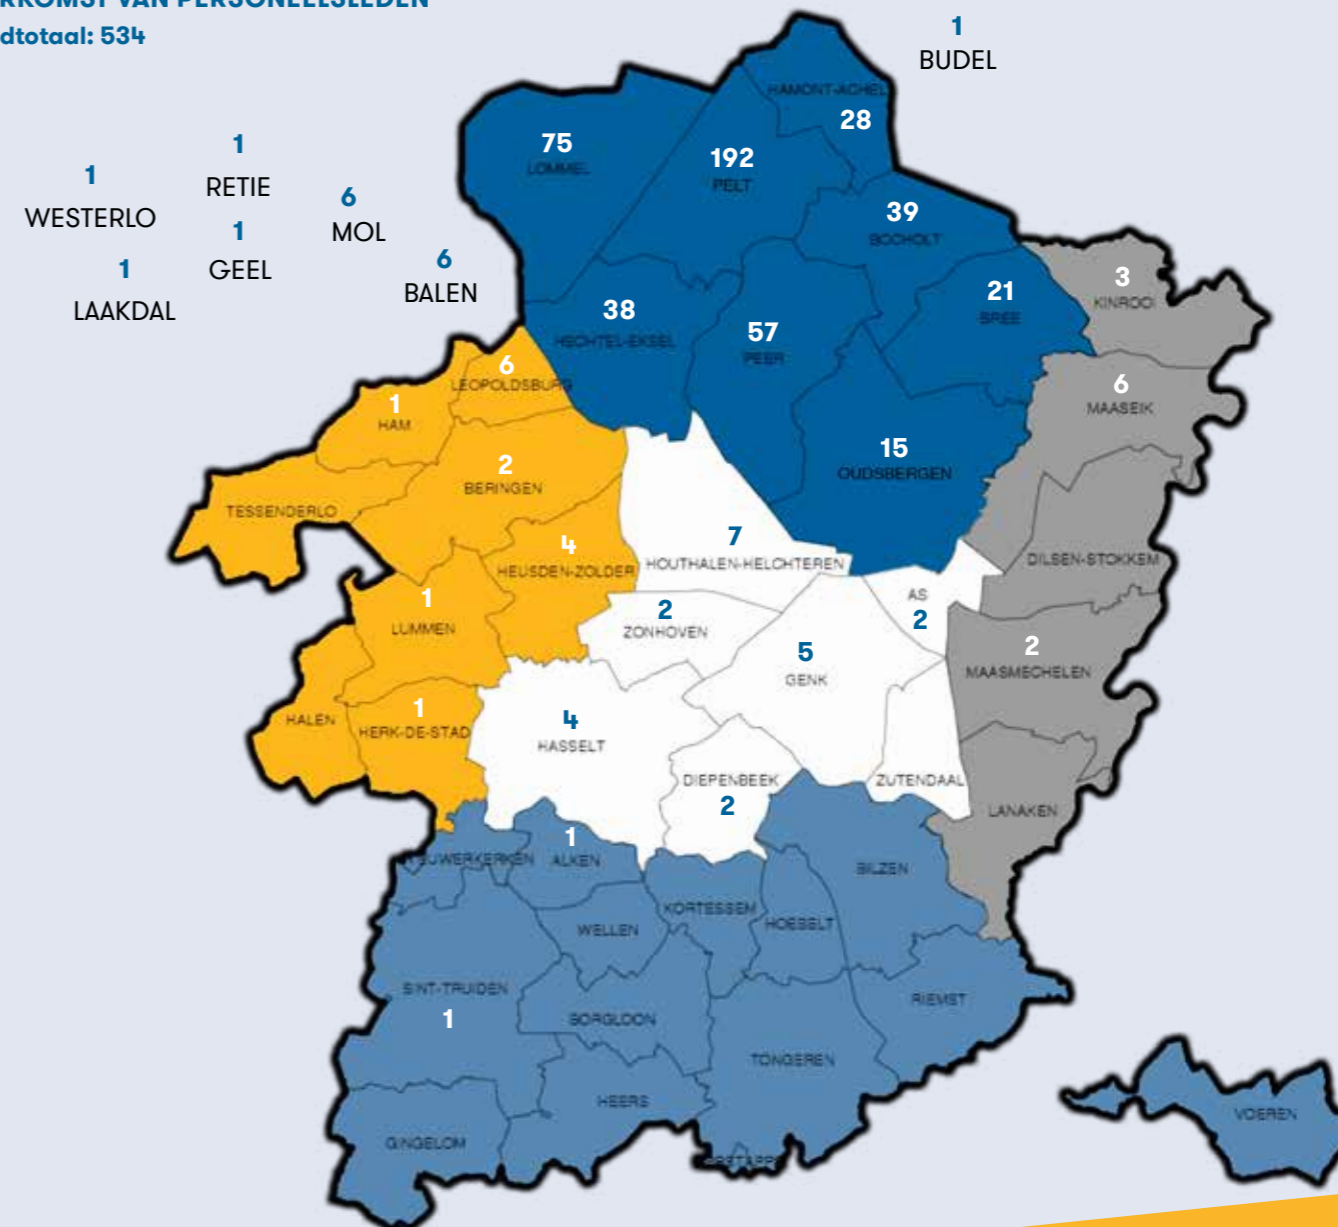 VAN PERSONEELSLEDEN
534
1
BUDEL
HAMONT-ACHEL
28
75
LOMMEL
192
PELT
1
RETIE
1
WESTERLO
6
MOL
39
BOCHOLT
1
GEEL
6
BALEN
1
LAAKDAL
3
KINROOI
21
BREE
38
HECHTEL-EKSEL
57
PEER
6
LEOPOLDSBURG
6
MAASEIK
1
HAM
15
OUDSBERGEN
2
BERINGEN
TESSENDERLO
7
HOUTHALEN-HELCHTEREN
4
HEUSDEN-ZOLDER
DILSEN-STOKKEM
AS
2
1
LUMMEN
2
ZONHOVEN
5
GENK
2
MAASMECHELEN
HALEN
1
HERK-DE-STAD
4
HASSELT
DIEPENBEEK
2
ZUTENDAAL
LANAKEN
1
ALKEN
BILZEN
KORTESSEM
HOESELT
WELLEN
SINT-TRUIDEN
1
BORGLOON
RIEMST
TONGEREN
HEERS
GINGELOM
VOEREN